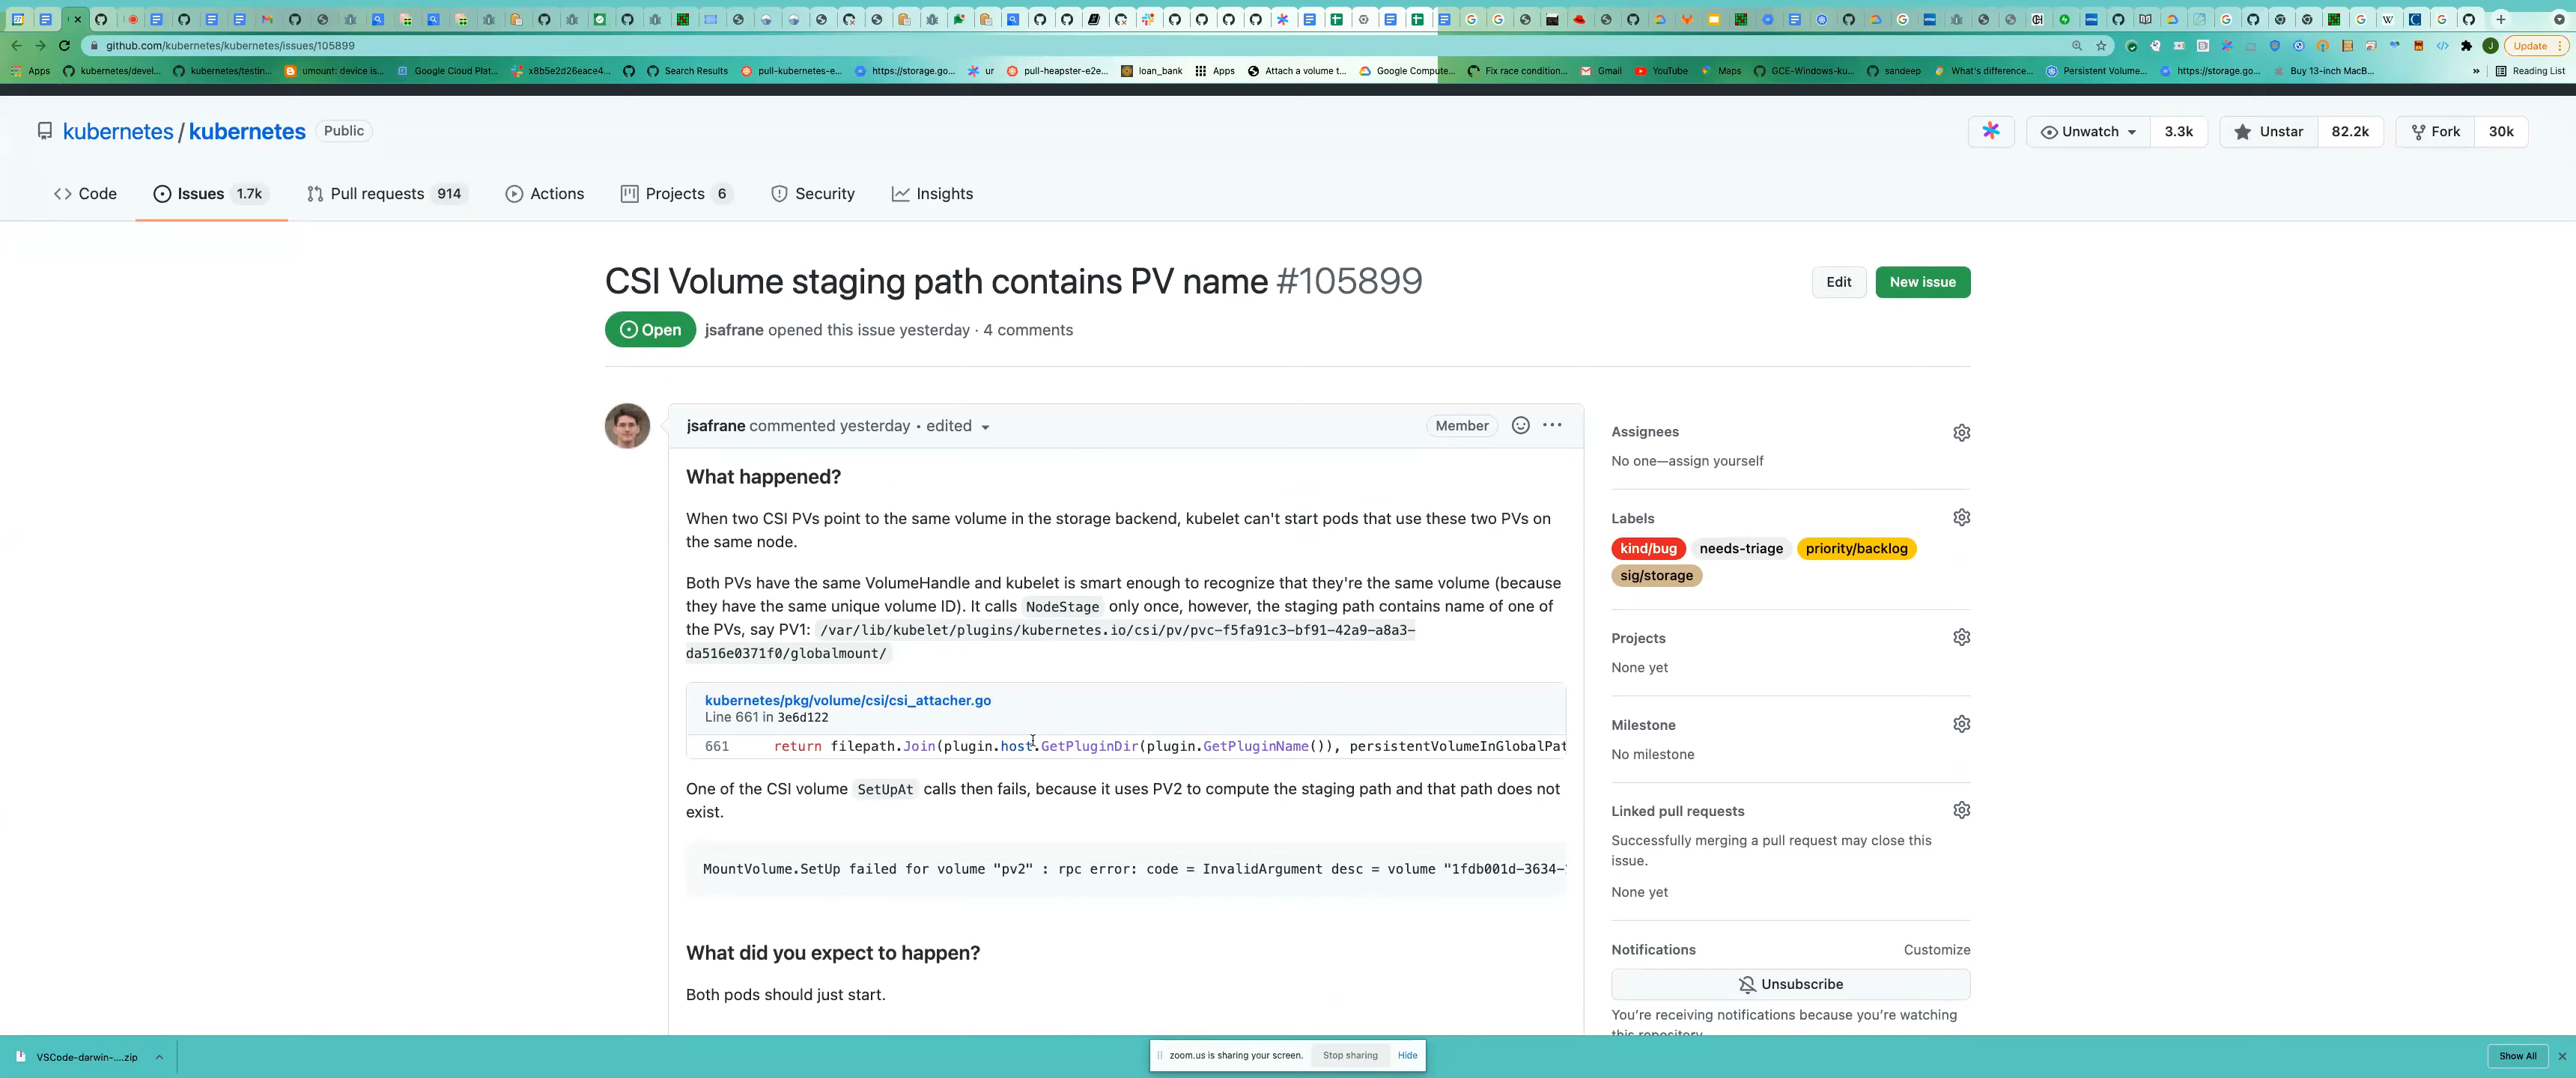 github.com/kubernetes/kubernetes/issues/105899
Update
Apps
kubernetes/devel...
kubernetes/testin...
umount: device is...
Google Cloud Plat...
x8b5e2d26eace4...
Search Results
pull-kubernetes-e...
https://storage.go...
ur
pull-heapster-e2e...
loan_bank
Apps
Attach a volume t...
Google Compute...
Fix race condition...
Gmail
YouTube
Maps
GCE-Windows-ku...
sandeep
What's difference...
Persistent Volume...
https://storage.go...
Buy 13-inch MacB...
»
Reading List
kubernetes / kubernetes Public
Unwatch 3.3k
Unstar 82.2k
Fork 30k
Code
Issues 1.7k
Pull requests 914
Actions
Projects 6
Security
Insights
CSI Volume staging path contains PV name #105899
Edit
New issue
Open
jsafrane opened this issue yesterday · 4 comments
jsafrane commented yesterday • edited
Member
What happened?
When two CSI PVs point to the same volume in the storage backend, kubelet can't start pods that use these two PVs on
the same node.
Both PVs have the same VolumeHandle and kubelet is smart enough to recognize that they're the same volume (because
they have the same unique volume ID). It calls NodeStage only once, however, the staging path contains name of one of
the PVs, say PV1: /var/lib/kubelet/plugins/kubernetes.io/csi/pv/pvc-f5fa91c3-bf91-42a9-a8a3-
da516e0371f0/globalmount/
kubernetes/pkg/volume/csi/csi_attacher.go
Line 661 in 3e6d122
661 return filepath.Join(plugin.host.GetPluginDir(plugin.GetPluginName()), persistentVolumeInGlobalPat
One of the CSI volume SetUpAt calls then fails, because it uses PV2 to compute the staging path and that path does not
exist.
MountVolume.SetUp failed for volume "pv2" : rpc error: code = InvalidArgument desc = volume "1fdb001d-3634-
What did you expect to happen?
Both pods should just start.
Assignees
No one—assign yourself
Labels
kind/bug needs-triage priority/backlog
sig/storage
Projects
None yet
Milestone
No milestone
Linked pull requests
Successfully merging a pull request may close this
issue.
None yet
Notifications
Customize
Unsubscribe
You're receiving notifications because you're watching
this repository.
VSCode-darwin-....zip
zoom.us is sharing your screen.
Stop sharing
Hide
Show All